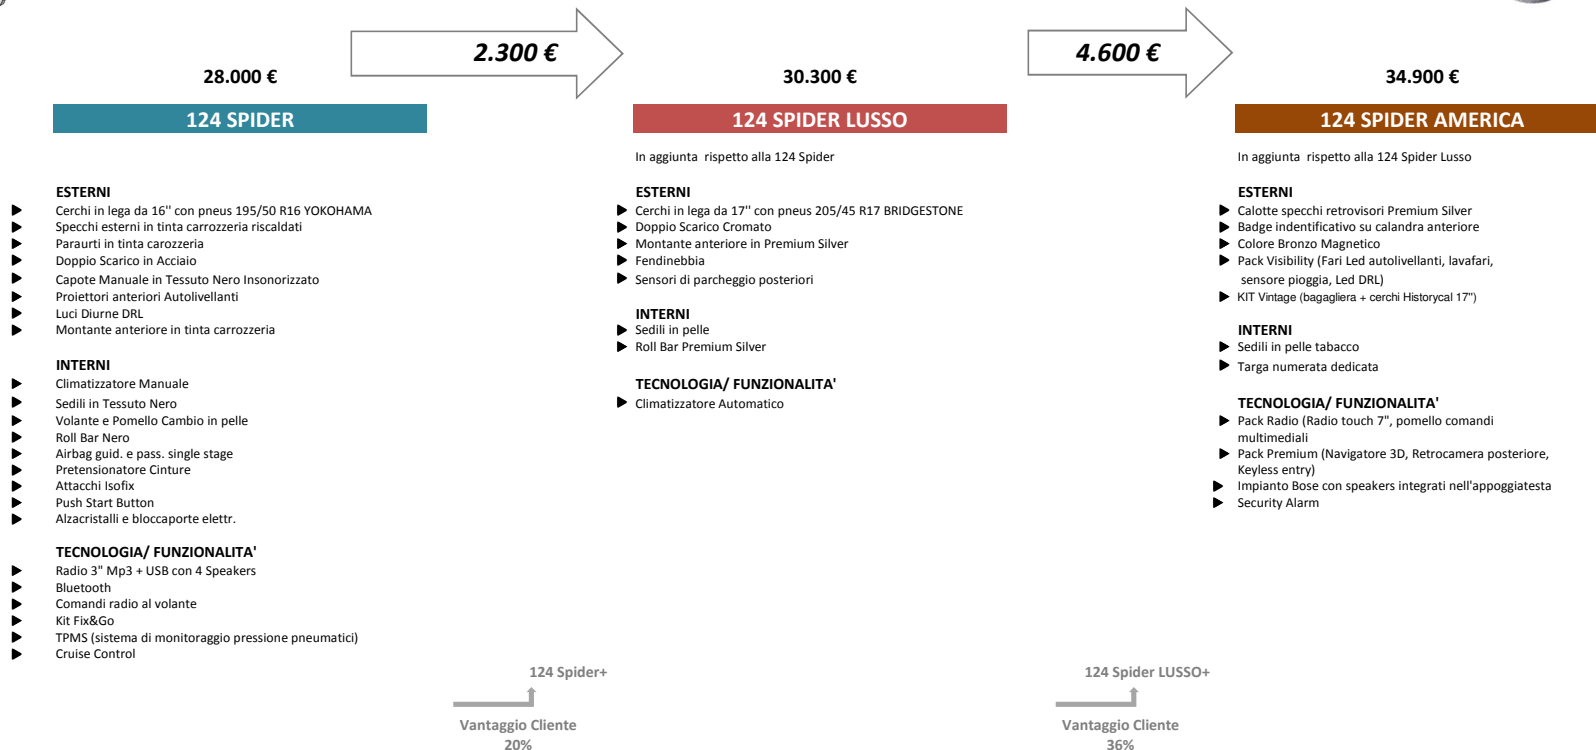 2.300 €
4.600 €
28.000 €
30.300 €
34.900 €
124 SPIDER
ESTERNI
Cerchi in lega da 16'' con pneus 195/50 R16 YOKOHAMA
Specchi esterni in tinta carrozzeria riscaldati
Paraurti in tinta carozzeria
Doppio Scarico in Acciaio
Capote Manuale in Tessuto Nero Insonorizzato
Proiettori anteriori Autolivellanti
Luci Diurne DRL
Montante anteriore in tinta carrozzeria
INTERNI
Climatizzatore Manuale
Sedili in Tessuto Nero
Volante e Pomello Cambio in pelle
Roll Bar Nero
Airbag guid. e pass. single stage
Pretensionatore Cinture
Attacchi Isofix
Push Start Button
Alzacristalli e bloccaporte elettr.
TECNOLOGIA/ FUNZIONALITA'
Radio 3" Mp3 + USB con 4 Speakers
Bluetooth
Comandi radio al volante
Kit Fix&Go
TPMS (sistema di monitoraggio pressione pneumatici)
Cruise Control
124 SPIDER LUSSO
In aggiunta rispetto alla 124 Spider
ESTERNI
Cerchi in lega da 17'' con pneus 205/45 R17 BRIDGESTONE
Doppio Scarico Cromato
Montante anteriore in Premium Silver
Fendinebbia
Sensori di parcheggio posteriori
INTERNI
Sedili in pelle
Roll Bar Premium Silver
TECNOLOGIA/ FUNZIONALITA'
Climatizzatore Automatico
124 SPIDER AMERICA
In aggiunta rispetto alla 124 Spider Lusso
ESTERNI
Calotte specchi retrovisori Premium Silver
Badge indentificativo su calandra anteriore
Colore Bronzo Magnetico
Pack Visibility (Fari Led autolivellanti, lavafari,
sensore pioggia, Led DRL)
KIT Vintage (bagagliera + cerchi Historycal 17")
INTERNI
Sedili in pelle tabacco
Targa numerata dedicata
TECNOLOGIA/ FUNZIONALITA'
Pack Radio (Radio touch 7", pomello comandi
multimediali
Pack Premium (Navigatore 3D, Retrocamera posteriore,
Keyless entry)
Impianto Bose con speakers integrati nell'appoggiatesta
Security Alarm
124 Spider+
Vantaggio Cliente
20%
124 Spider LUSSO+
Vantaggio Cliente
36%